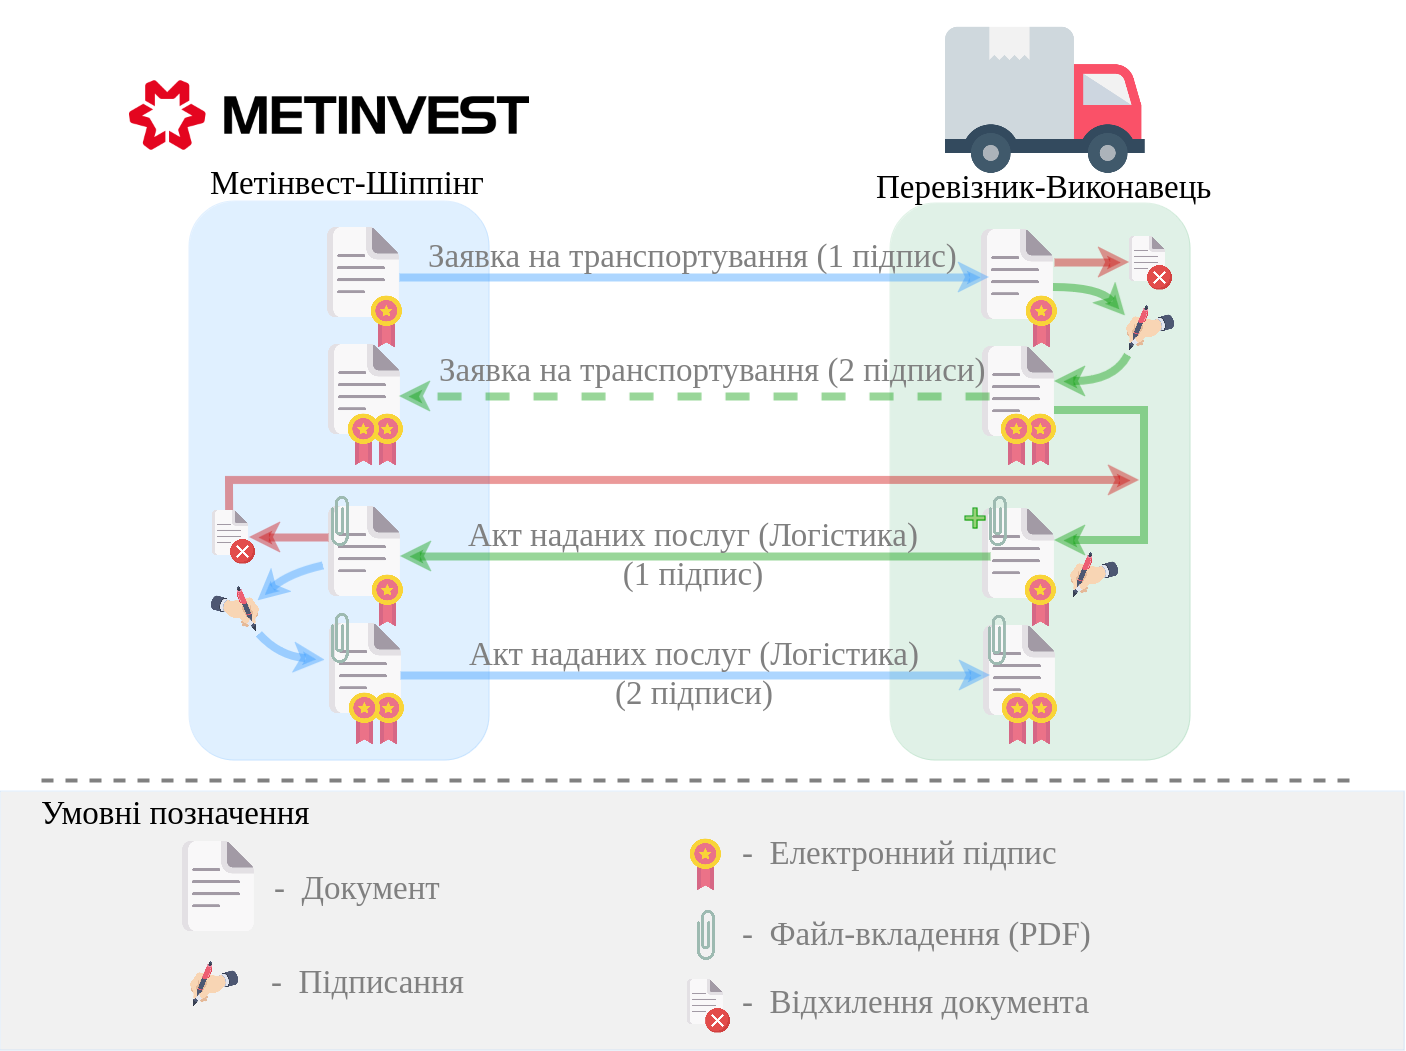 METINVEST
Метінвест-Шіппінг
Перевізник-Виконавець
Заявка на транспортування (1 підпис)
Заявка на транспортування (2 підписи)
Акт наданих послуг (Логістика)
(1 підпис)
Акт наданих послуг (Логістика)
(2 підписи)
Умовні позначення
- Документ
- Підписання
- Електронний підпис
- Файл-вкладення (PDF)
- Відхилення документа